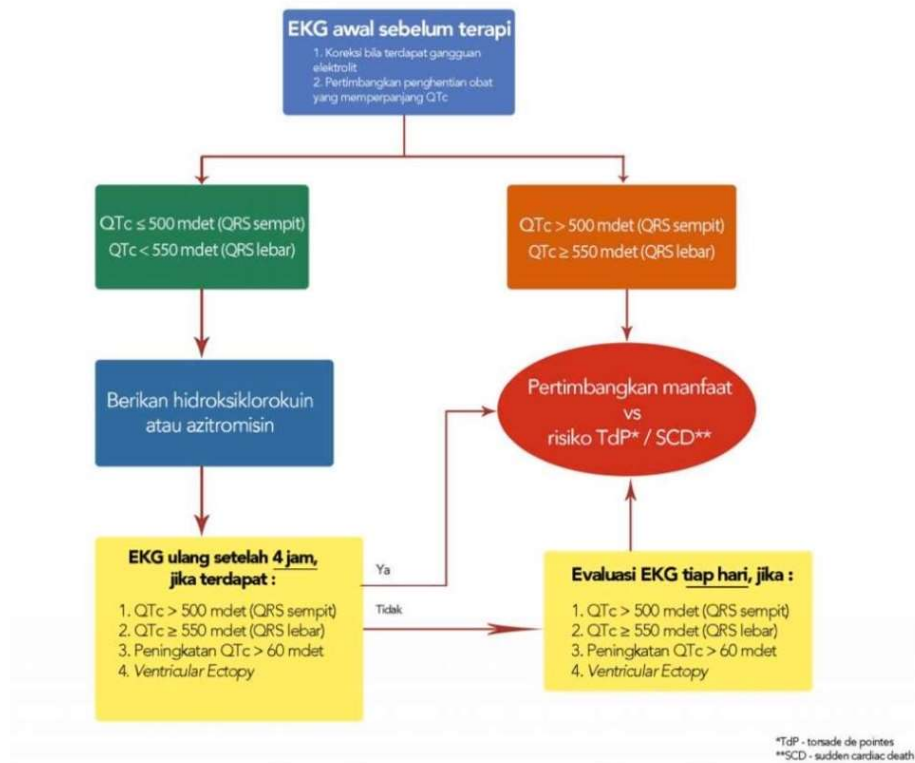 EKG awal sebelum terapi
1. Koreksi bila terdapat gangguan
elektrolit
2. Pertimbangkan penghentian obat
yang memperpanjang QTc
QTc ≤ 500 mdet (QRS sempit)
QTc < 550 mdet (QRS lebar)
QTc > 500 mdet (QRS sempit)
QTc ≥ 550 mdet (QRS lebar)
Berikan hidroksiklorokuin
atau azitromisin
Pertimbangkan manfaat
vs
risiko TdP* / SCD**
EKG ulang setelah 4 jam,
jika terdapat :
1. QTc > 500 mdet (QRS sempit)
2. QTc ≥ 550 mdet (QRS lebar)
3. Peningkatan QTc > 60 mdet
4. Ventricular Ectopy
Ya
Tidak
Evaluasi EKG tiap hari, jika :
1. QTc > 500 mdet (QRS sempit)
2. QTc ≥ 550 mdet (QRS lebar)
3. Peningkatan QTc > 60 mdet
4. Ventricular Ectopy
*TdP - torsade de pointes
**SCD - sudden cardiac death